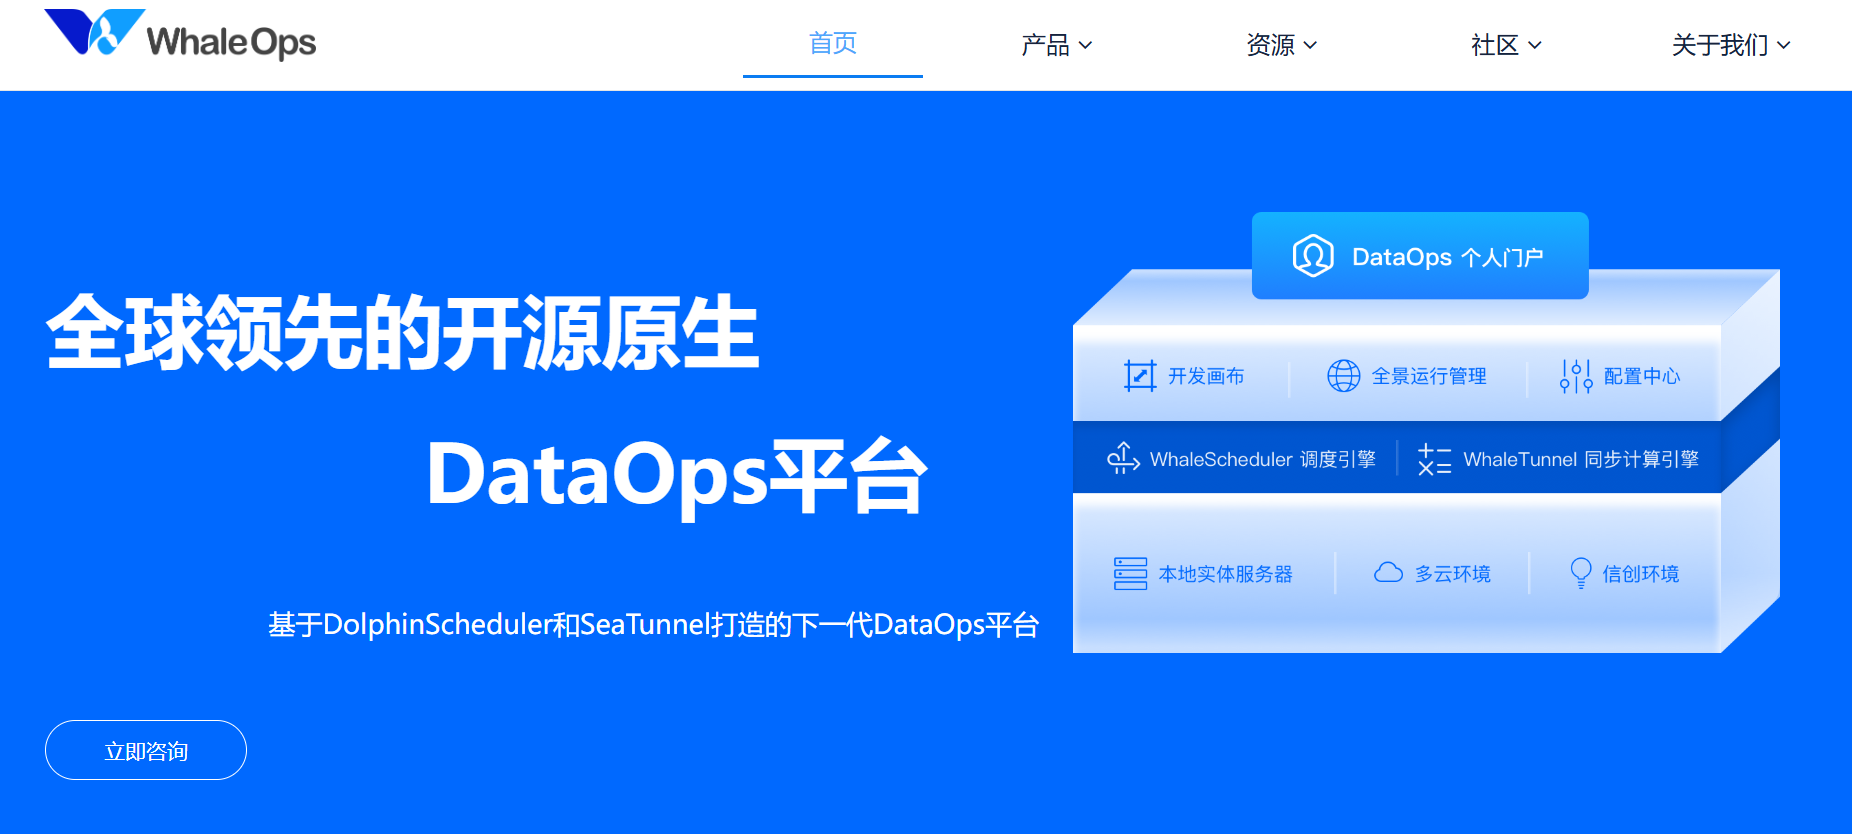 WhaleOps
首页 产品 资源 社区 关于我们
全球领先的开源原生
DataOps平台
基于DolphinScheduler和SeaTunnel打造的下一代DataOps平台
立即咨询
DataOps 个人门户
开发画布 全景运行管理 配置中心
WhaleScheduler 调度引擎 WhaleTunnel 同步计算引擎
本地实体服务器 多云环境 信创环境